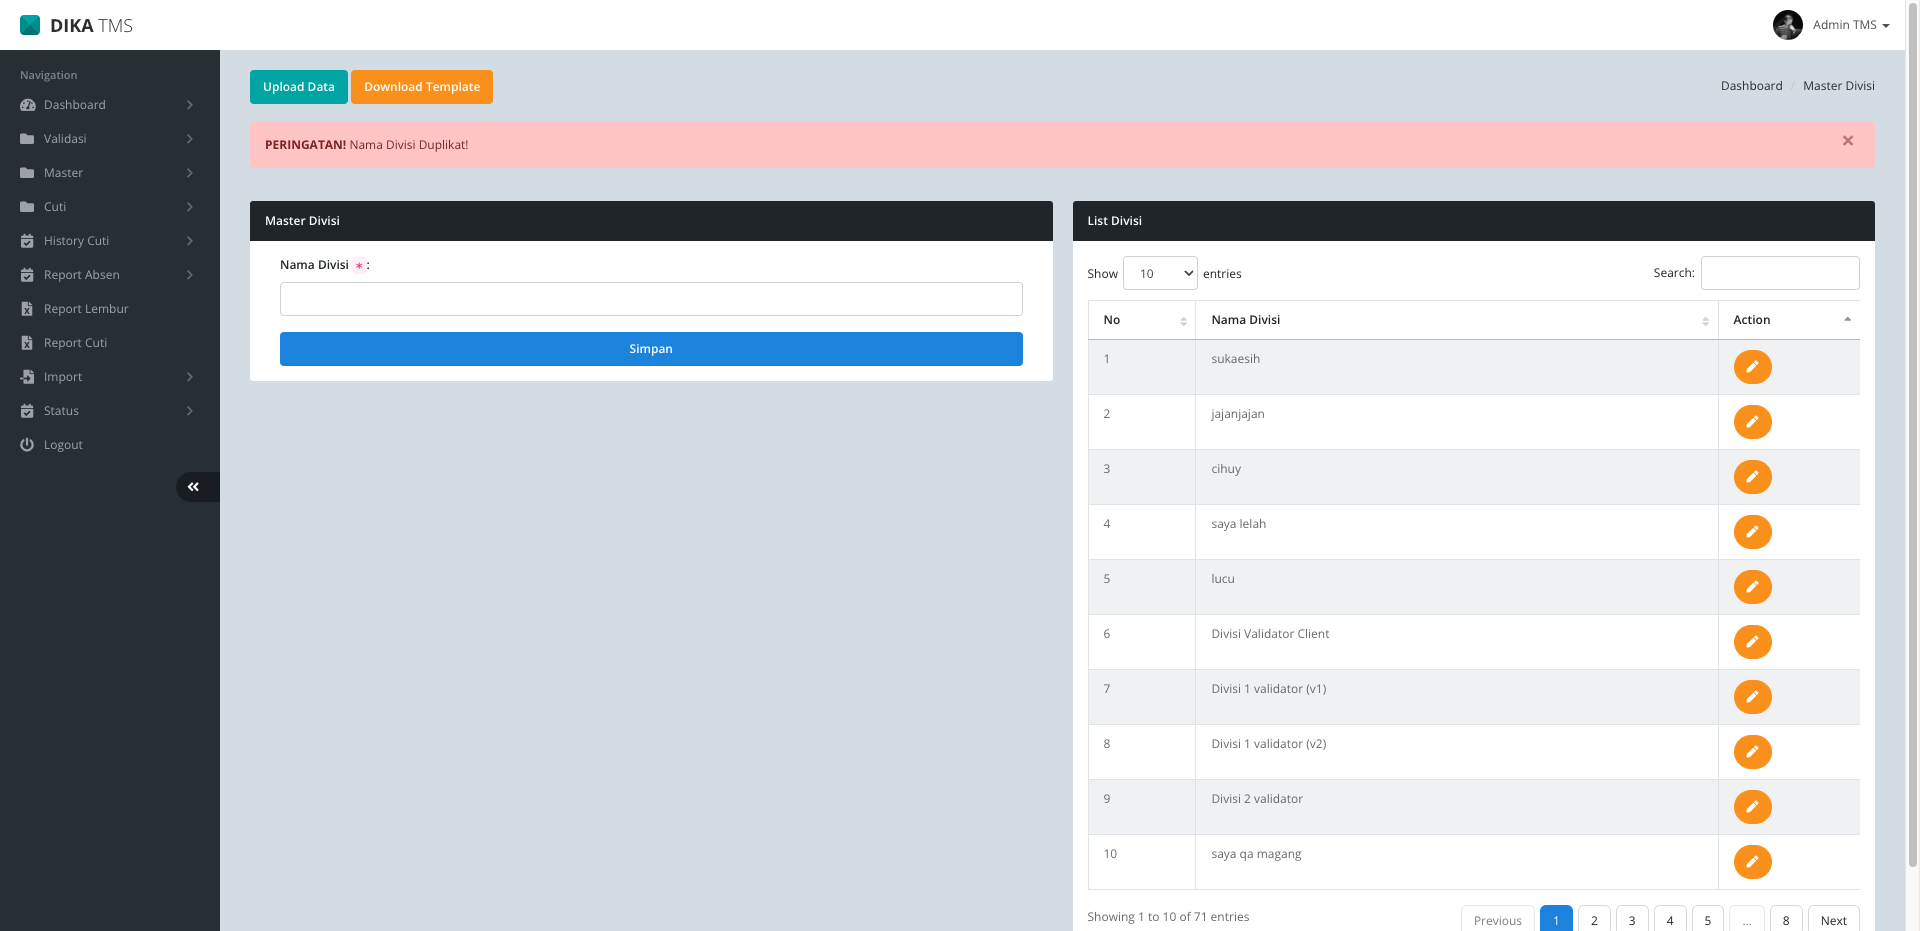 DIKA TMS
Admin TMS
Navigation
Dashboard
Validasi
Master
Cuti
History Cuti
Report Absen
Report Lembur
Report Cuti
Import
Status
Logout
Upload Data
Download Template
Dashboard / Master Divisi
PERINGATAN! Nama Divisi Duplikat!
×
Master Divisi
Nama Divisi * :
Simpan
List Divisi
Show 10 entries
Search:
No Nama Divisi Action
1 sukaesih
2 jajanjajan
3 cihuy
4 saya lelah
5 lucu
6 Divisi Validator Client
7 Divisi 1 validator (v1)
8 Divisi 1 validator (v2)
9 Divisi 2 validator
10 saya qa magang
Showing 1 to 10 of 71 entries
Previous 1 2 3 4 5 ... 8 Next